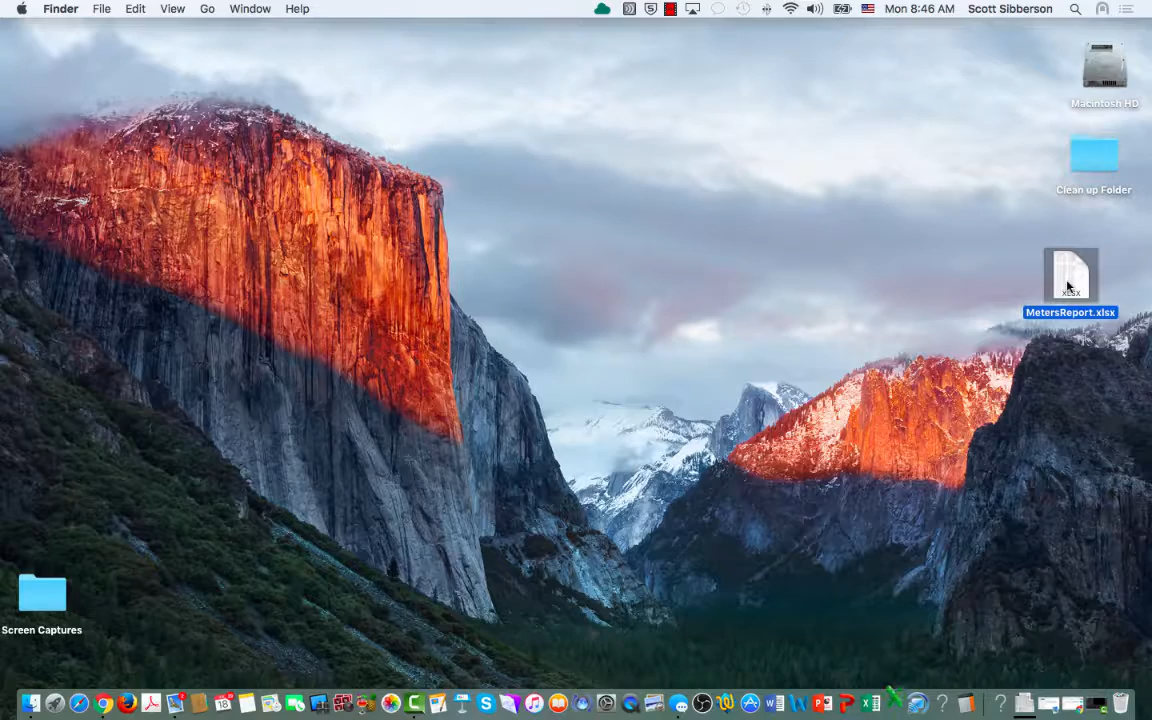 Finder File Edit View Go Window Help Mon 8:46 AM Scott Sibberson
Macintosh HD
Clean up Folder
XLSX
MetersReport.xlsx
Screen Captures